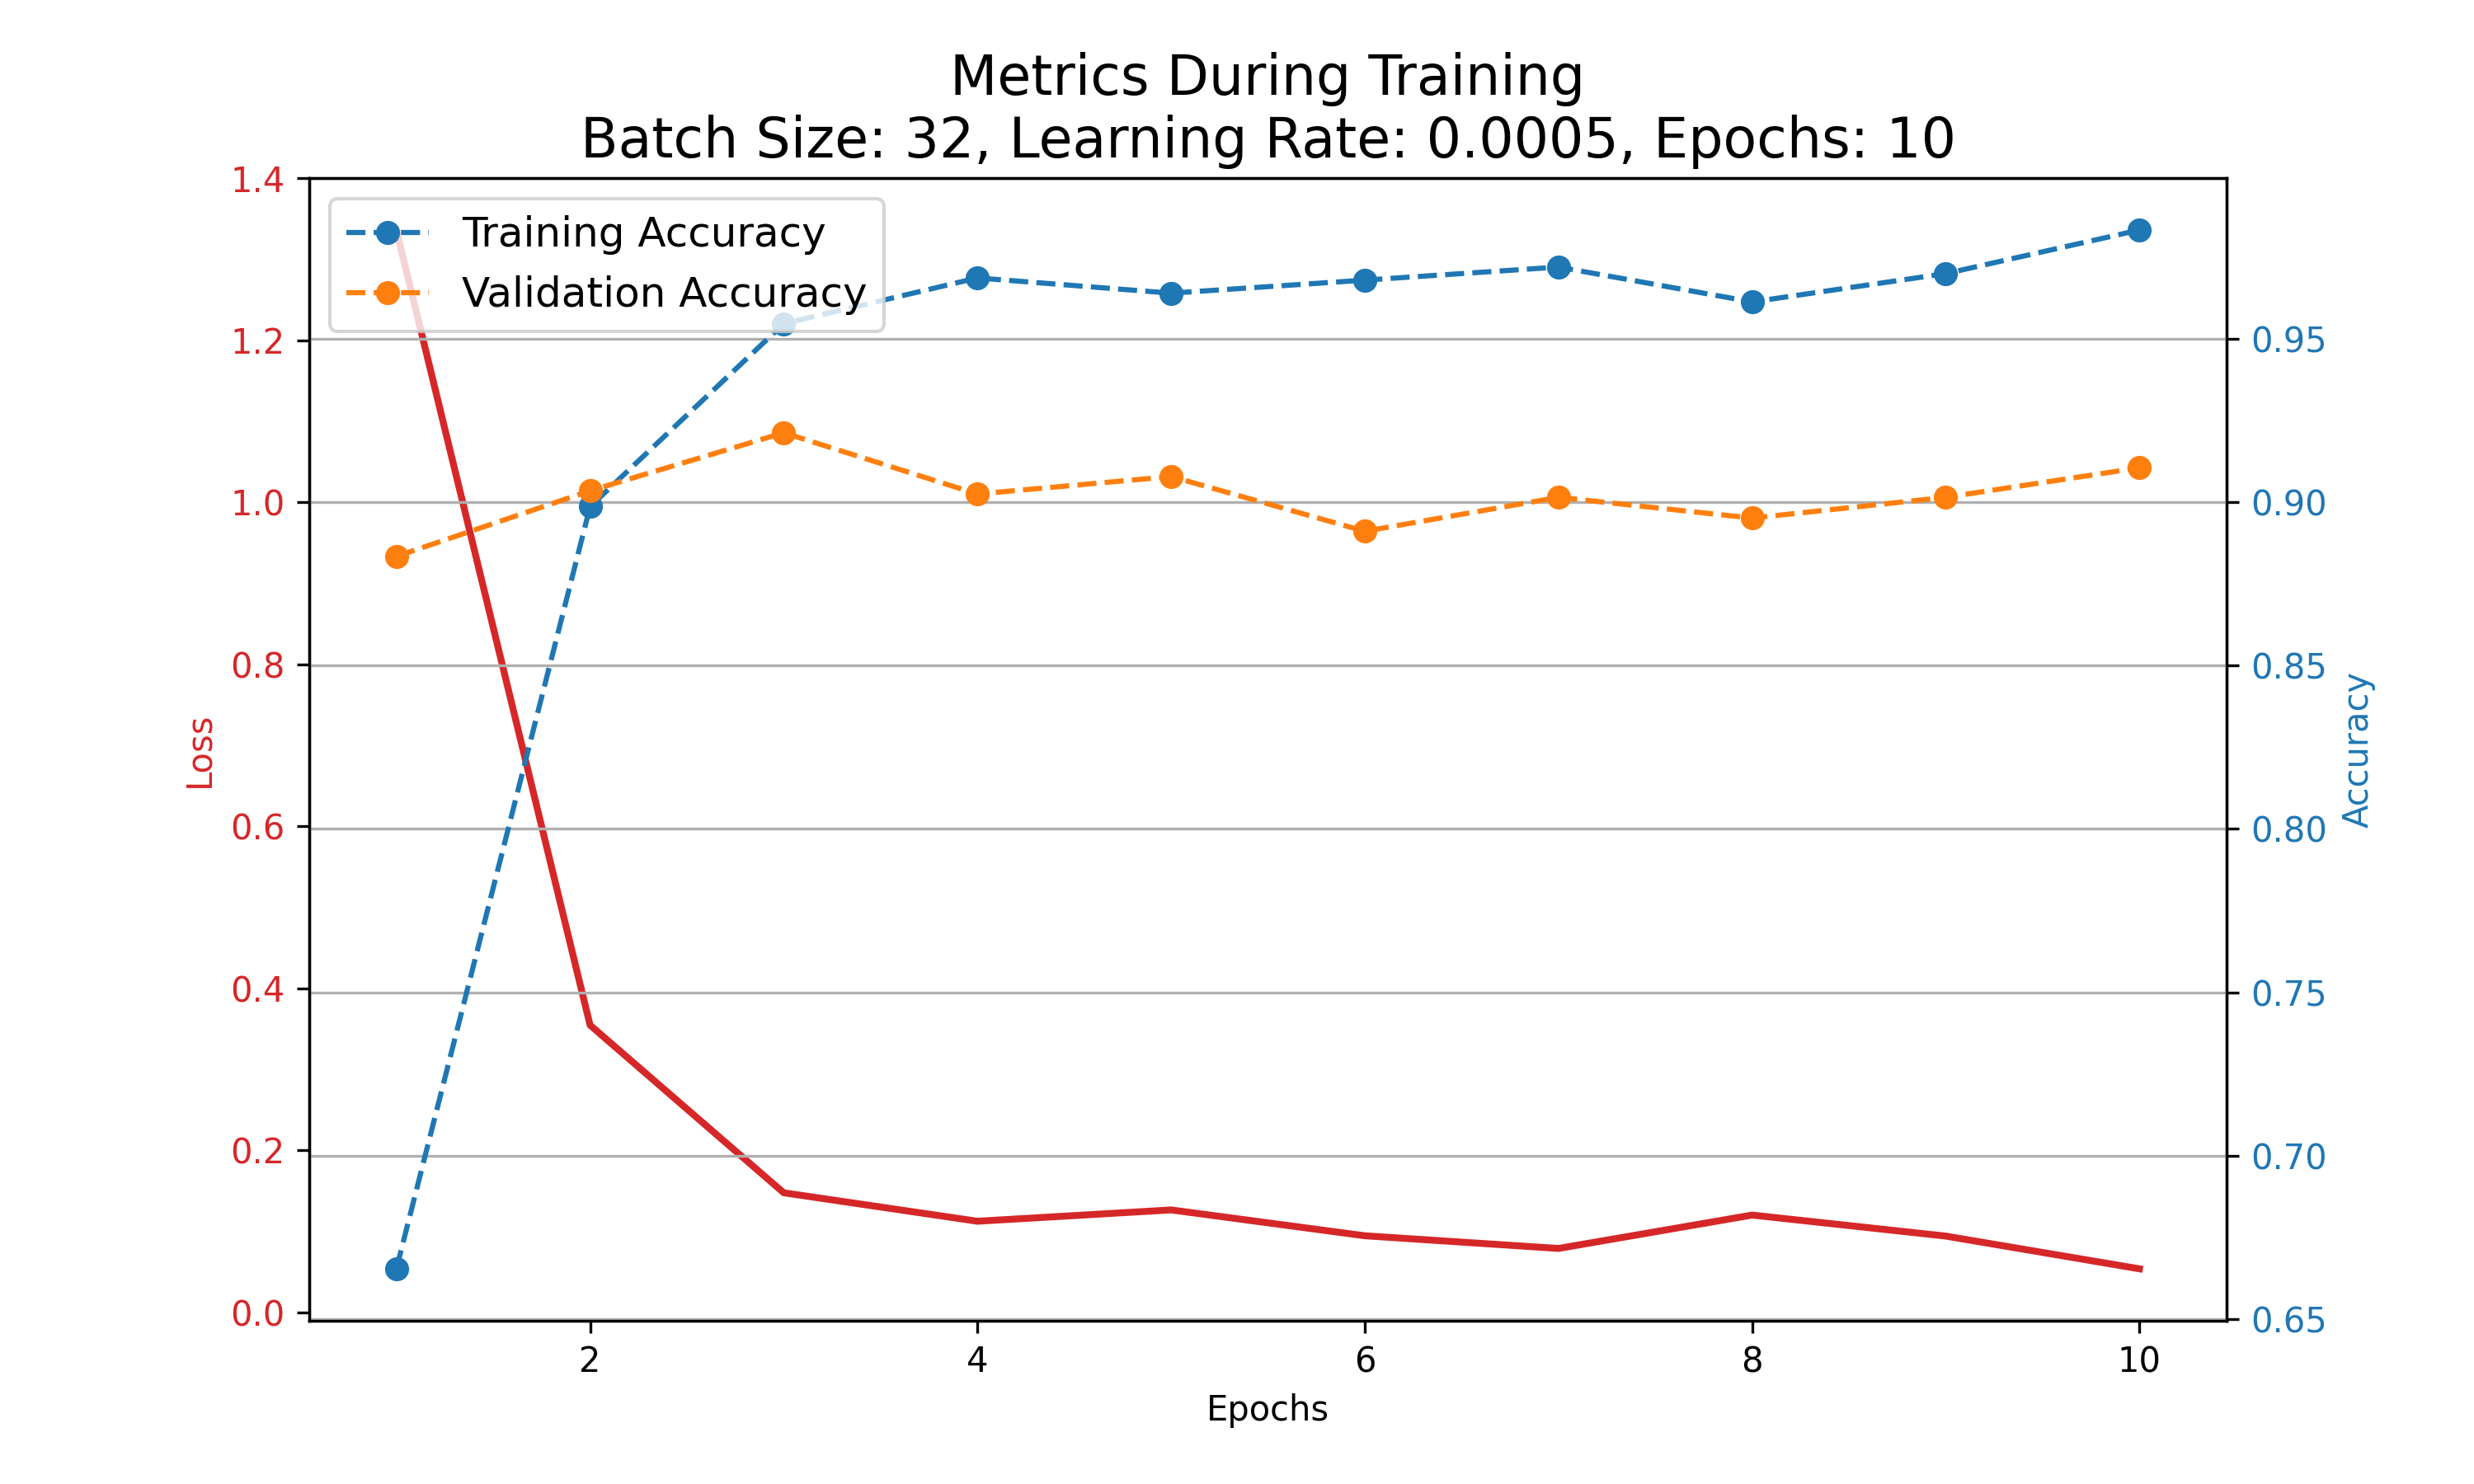 Metrics During Training
Batch Size: 32, Learning Rate: 0.0005, Epochs: 10
Training Accuracy
Validation Accuracy
1.4
1.2
1.0
0.8
0.6
0.4
0.2
0.0
Loss
0.95
0.90
0.85
0.80
0.75
0.70
0.65
Accuracy
2
4
6
8
10
Epochs